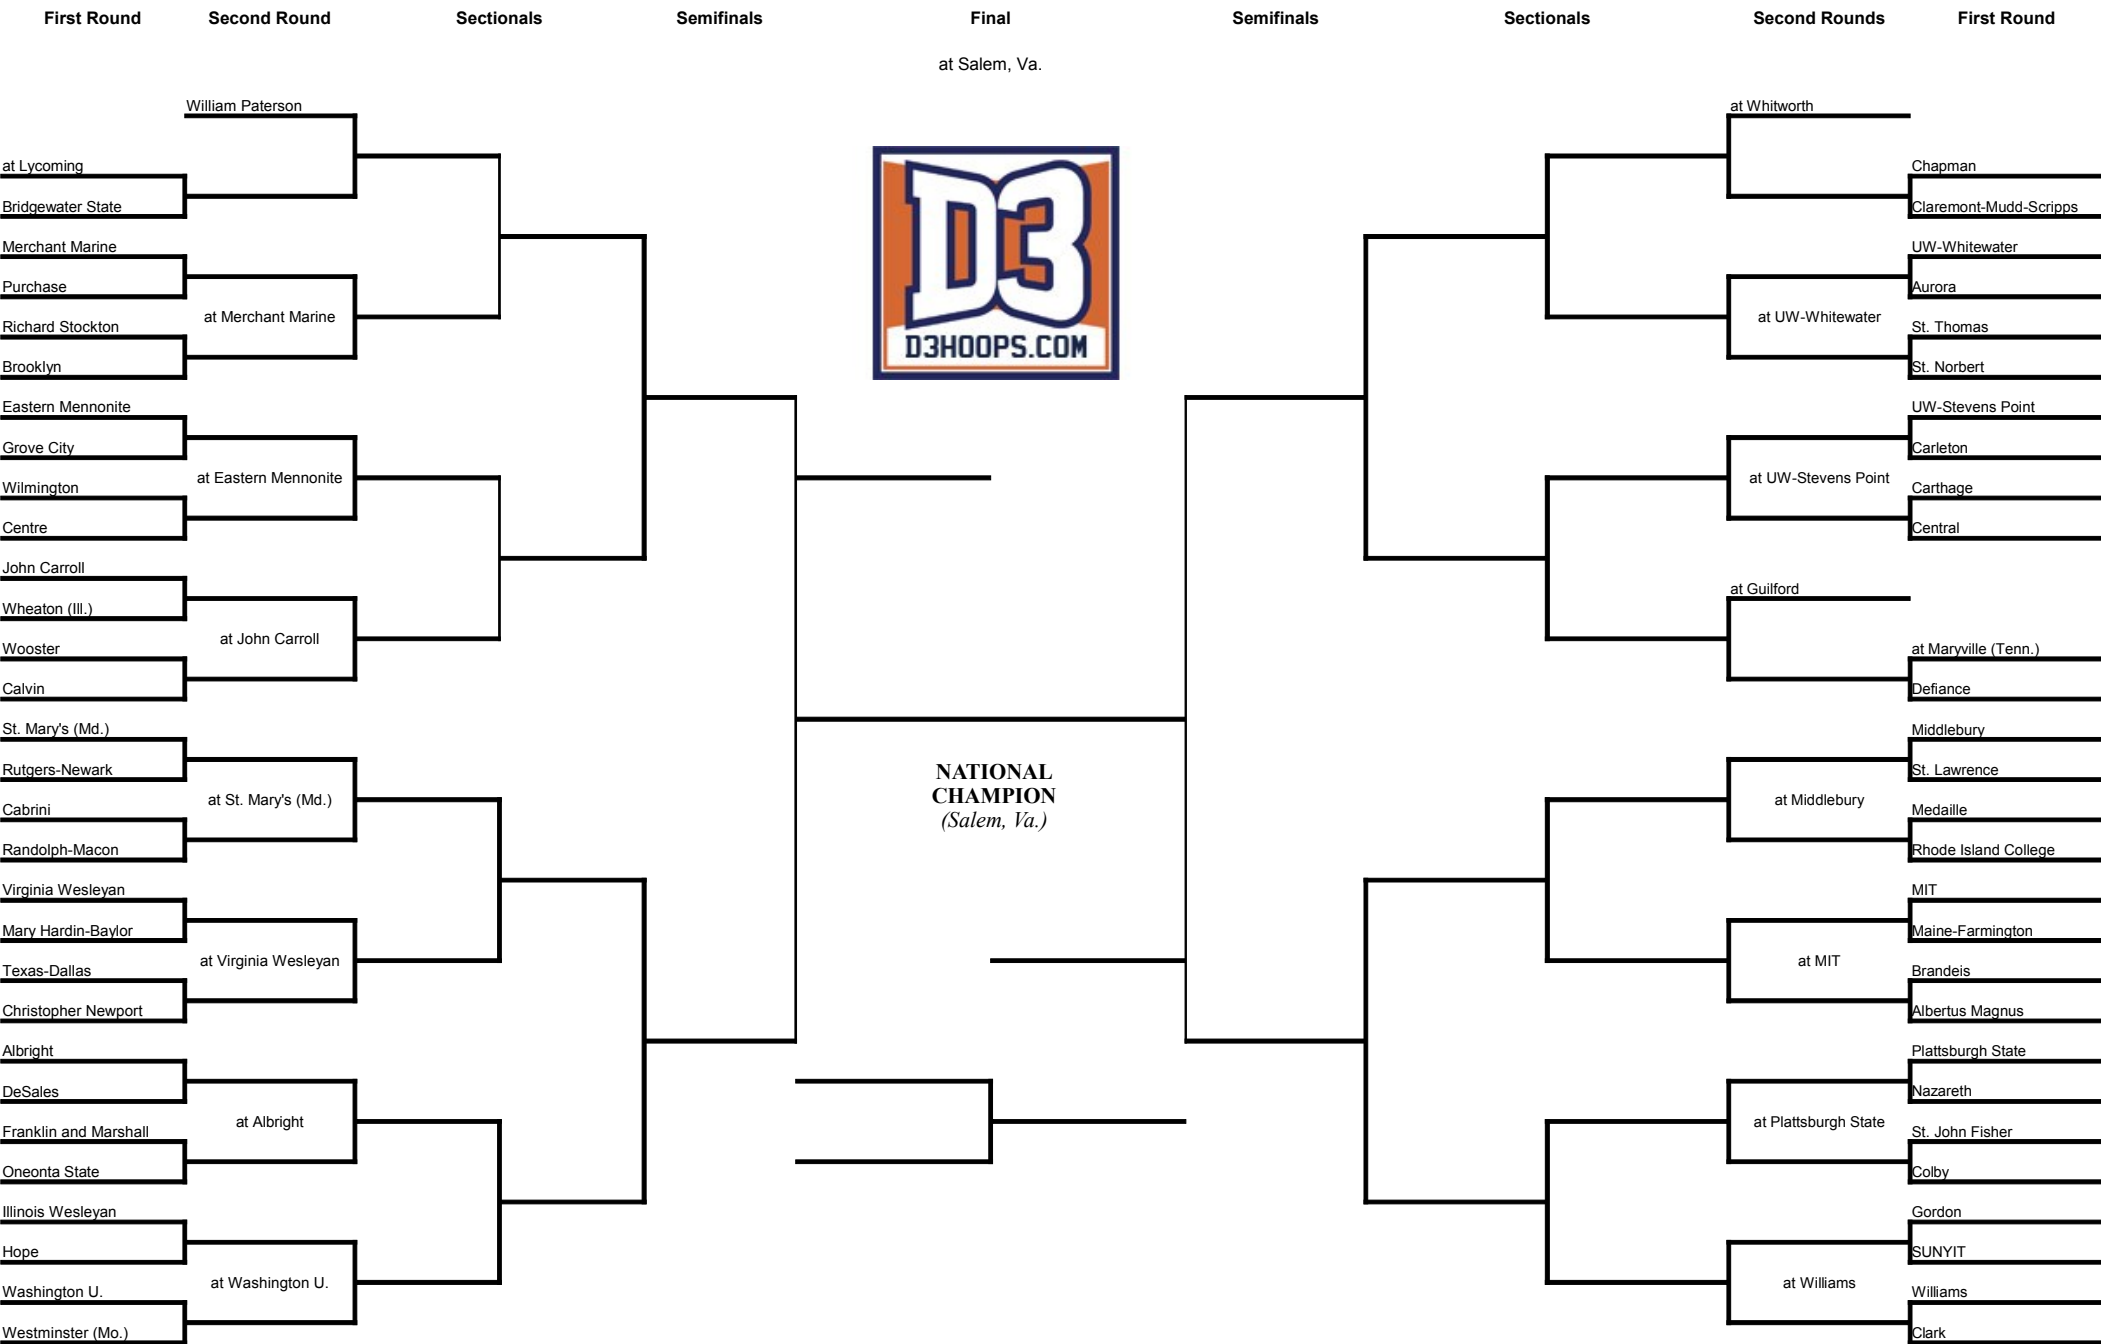 First Round Second Round Sectionals Semifinals Final Semifinals Sectionals Second Rounds First Round
at Salem, Va.
William Paterson
at Lycoming
Bridgewater State
Merchant Marine
Purchase
at Merchant Marine
Richard Stockton
Brooklyn
Eastern Mennonite
Grove City
at Eastern Mennonite
Wilmington
Centre
John Carroll
Wheaton (Ill.)
at John Carroll
Wooster
Calvin
St. Mary's (Md.)
Rutgers-Newark
at St. Mary's (Md.)
Cabrini
Randolph-Macon
Virginia Wesleyan
Mary Hardin-Baylor
at Virginia Wesleyan
Texas-Dallas
Christopher Newport
Albright
DeSales
at Albright
Franklin and Marshall
Oneonta State
Illinois Wesleyan
Hope
at Washington U.
Washington U.
Westminster (Mo.)
D3
D3HOOPS.COM
NATIONAL
CHAMPION
(Salem, Va.)
at Whitworth
Chapman
Claremont-Mudd-Scripps
UW-Whitewater
Aurora
at UW-Whitewater
St. Thomas
St. Norbert
UW-Stevens Point
Carleton
at UW-Stevens Point
Carthage
Central
at Guilford
at Maryville (Tenn.)
Defiance
Middlebury
St. Lawrence
at Middlebury
Medaille
Rhode Island College
MIT
Maine-Farmington
at MIT
Brandeis
Albertus Magnus
Plattsburgh State
Nazareth
at Plattsburgh State
St. John Fisher
Colby
Gordon
SUNYIT
at Williams
Williams
Clark